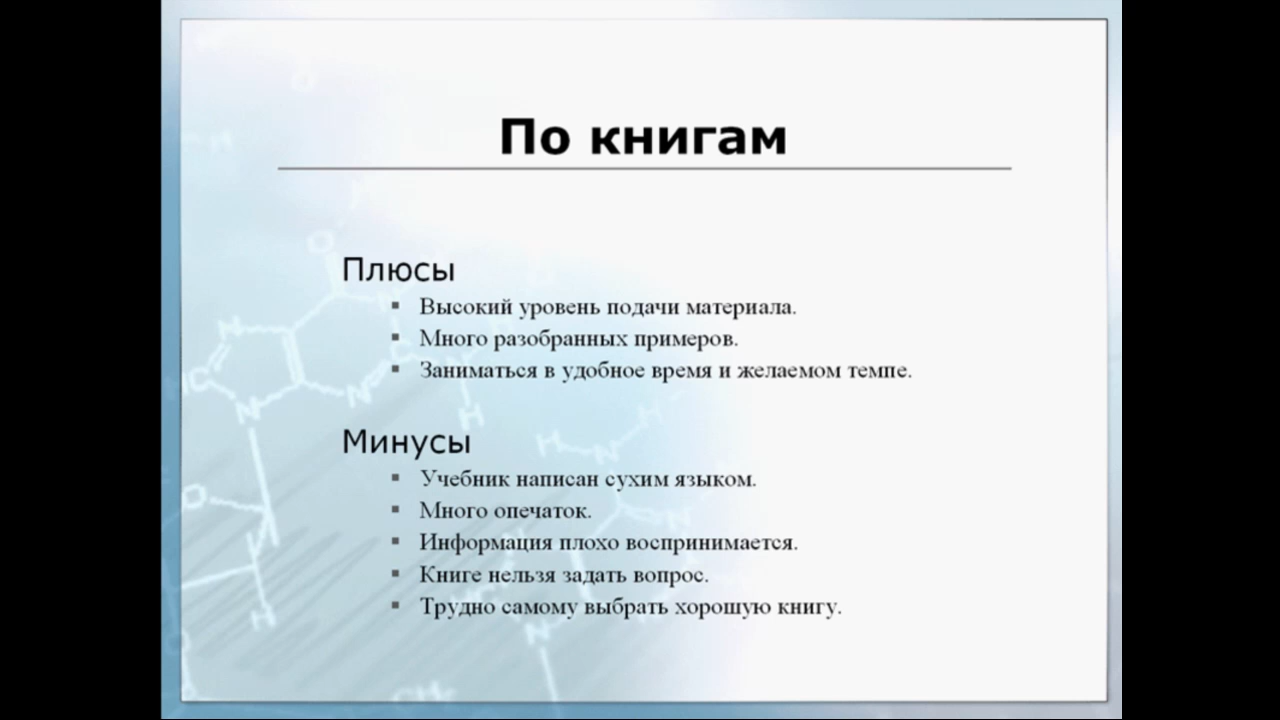 По книгам
Плюсы
Высокий уровень подачи материала.
Много разобранных примеров.
Заниматься в удобное время и желаемом темпе.
Минусы
Учебник написан сухим языком.
Много опечаток.
Информация плохо воспринимается.
Книге нельзя задать вопрос.
Трудно самому выбрать хорошую книгу.